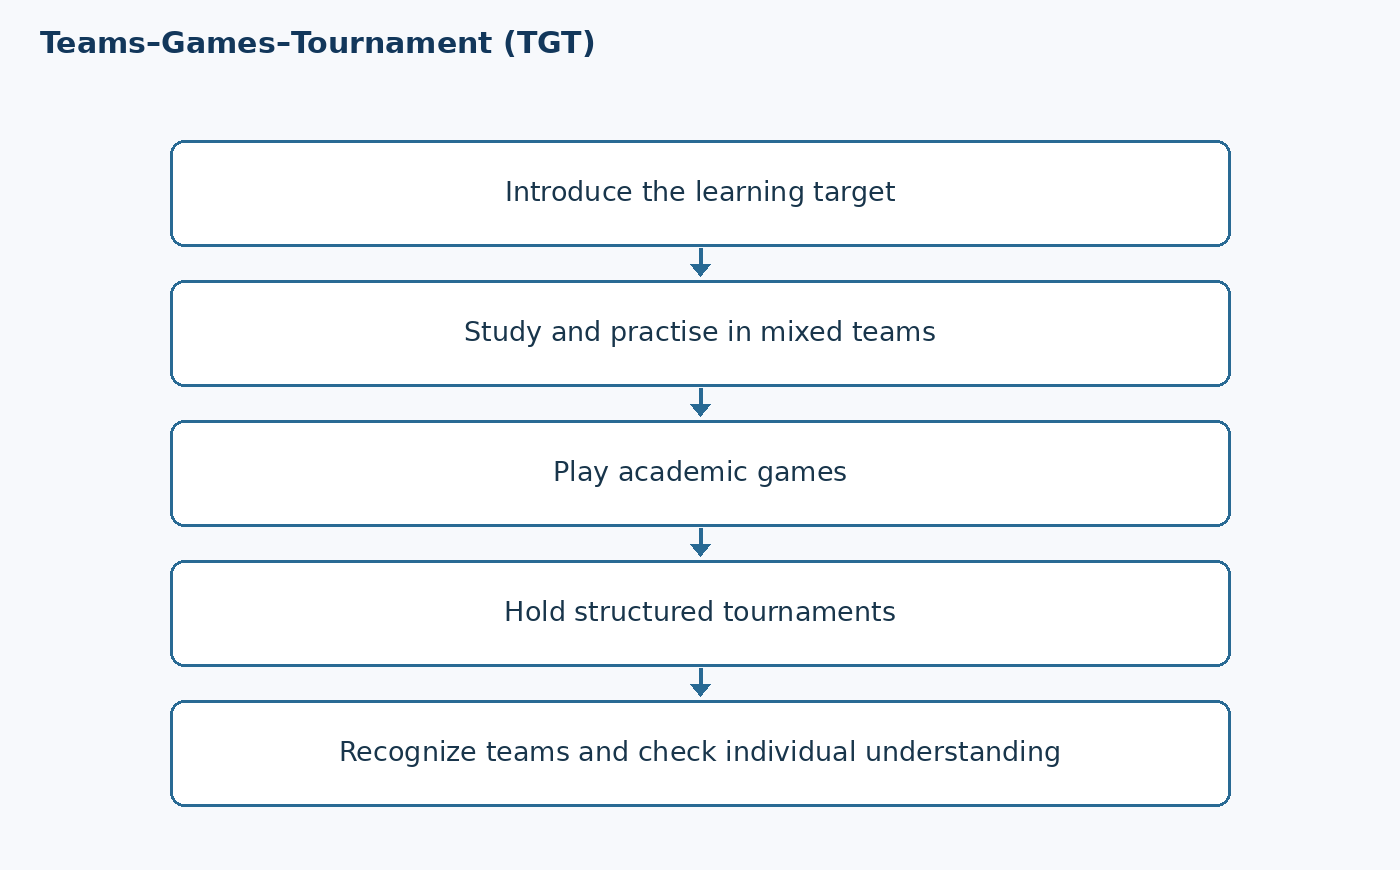 Teams–Games–Tournament (TGT)
Introduce the learning target
Study and practise in mixed teams
Play academic games
Hold structured tournaments
Recognize teams and check individual understanding